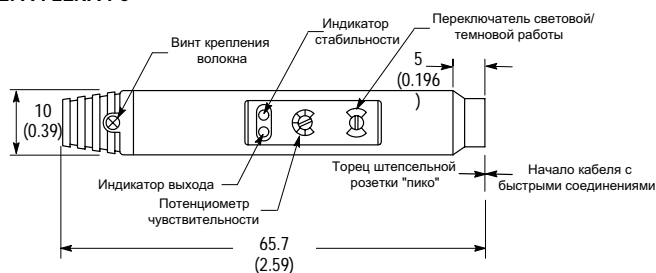 Индикатор
стабильности
Переключатель световой/
темновой работы
Винт крепления
волокна
5
(0.196
)
10
(0.39)
Индикатор выхода
Потенциометр
чувствительности
Торец штепсельной
розетки "пико"
Начало кабеля с
быстрыми соединениями
65.7
(2.59)